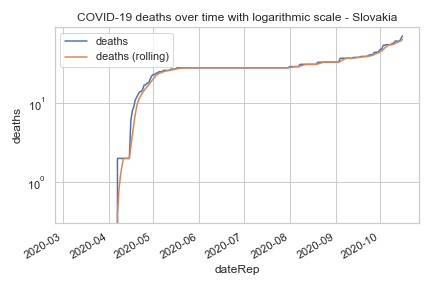 COVID-19 deaths over time with logarithmic scale - Slovakia
deaths
deaths (rolling)
deaths
10¹
10⁰
2020-03
2020-04
2020-05
2020-06
2020-07
2020-08
2020-09
2020-10
dateRep